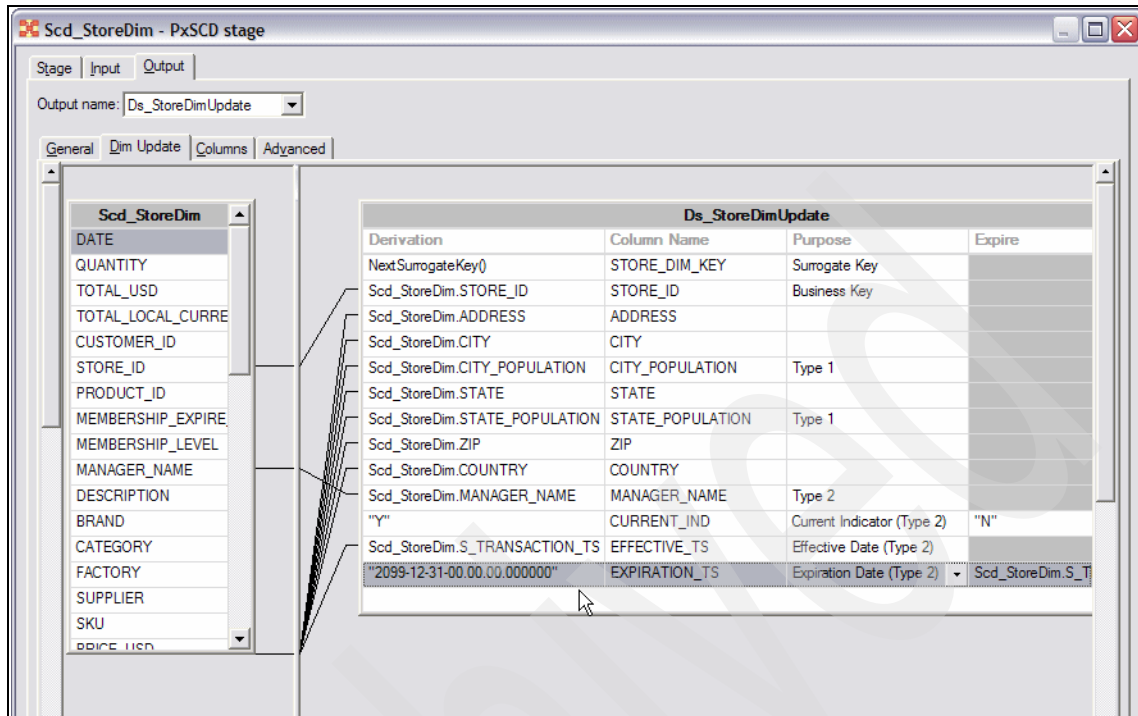 Scd_StoreDim - PxSCD stage
Stage Input Output
Output name: Ds_StoreDimUpdate
General Dim Update Columns Advanced
Scd_StoreDim
DATE
QUANTITY
TOTAL_USD
TOTAL_LOCAL_CURRE
CUSTOMER_ID
STORE_ID
PRODUCT_ID
MEMBERSHIP_EXPIRE_
MEMBERSHIP_LEVEL
MANAGER_NAME
DESCRIPTION
BRAND
CATEGORY
FACTORY
SUPPLIER
SKU
PRICE_USD
Ds_StoreDimUpdate
Derivation Column Name Purpose Expire
NextSurrogateKey() STORE_DIM_KEY Surrogate Key
Scd_StoreDim.STORE_ID STORE_ID Business Key
Scd_StoreDim.ADDRESS ADDRESS
Scd_StoreDim.CITY CITY
Scd_StoreDim.CITY_POPULATION CITY_POPULATION Type 1
Scd_StoreDim.STATE STATE
Scd_StoreDim.STATE_POPULATION STATE_POPULATION Type 1
Scd_StoreDim.ZIP ZIP
Scd_StoreDim.COUNTRY COUNTRY
Scd_StoreDim.MANAGER_NAME MANAGER_NAME Type 2
"Y" CURRENT_IND Current Indicator (Type 2) "N"
Scd_StoreDim.S_TRANSACTION_TS EFFECTIVE_TS Effective Date (Type 2)
"2099-12-31-00.00.00.000000" EXPIRATION_TS Expiration Date (Type 2) Scd_StoreDim.S_T